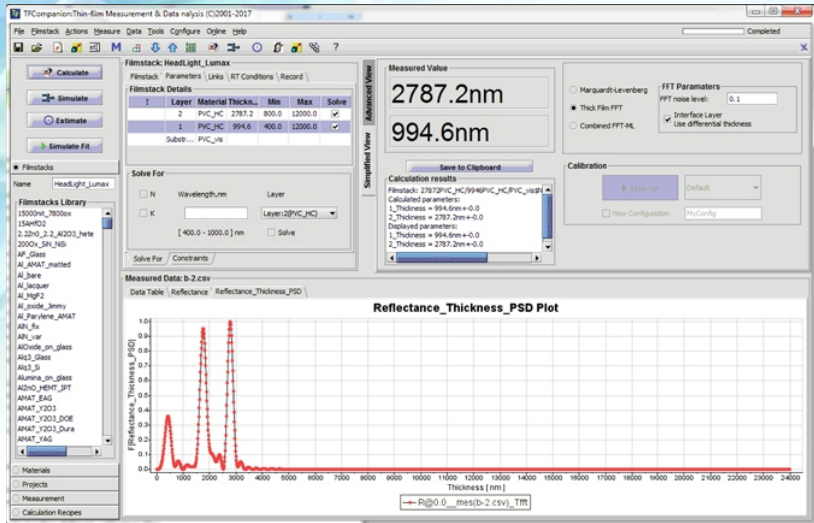 TFCompanion:Thin-film Measurement & Data nalysis (C)2001-2017
File Filmstack Actions Measure Data Tools Configure Online Help
Completed
Calculate
Simulate
Estimate
Simulate Fit
Filmstacks
Name HeadLight_Lumax
Filmstacks Library
15000nit_7800ox
15AHfO2
2.2ZnO_2.2_Al2O3_hete
200Ox_SiN_NSi
AF_Glass
Al_AMAT_matted
Al_bare
Al_lacquer
Al_MgF2
Al_oxide_Jimmy
Al_Parylene_AMAT
AlN_fix
AlN_var
AlOxide_on_glass
Alq3_Glass
Alq3_Si
Alumina_on_glass
AlZnO_HEMT_IPT
AMAT_EAG
AMAT_Y2O3
AMAT_Y2O3_DOE
AMAT_Y2O3_Dura
AMAT_YAG
Materials
Projects
Measurement
Calculation Recipes
Filmstack: HeadLight_Lumax
Filmstack Parameters Links RT Conditions Record
Filmstack Details
! Layer Material Thickn... Min Max Solve
2 PVC_HC 2787.2 800.0 12000.0
1 PVC_HC 994.6 400.0 12000.0
Substr... PVC_vis
Solve For
N Wavelength,nm Layer
K Layer:2(PVC_HC)
[ 400.0 - 1000.0 ] nm Solve
Solve For Constraints
Advanced View
Simplified View
Measured Value
2787.2nm
994.6nm
Save to Clipboard
Calculation results
Filmstack: 27872PVC_HC/9946PVC_HC/PVC_vis$N
Calculated parameters:
1_Thickness = 994.6nm+-0.0
2_Thickness = 2787.2nm+-0.0
Displayed parameters:
1_Thickness = 994.6nm+-0.0
2_Thickness = 2787.2nm+-0.0
Marquardt-Levenberg
Thick Film FFT
Combined FFT-ML
FFT Paramaters
FFT noise level: 0.1
Interface Layer
Use differential thickness
Calibration
Default
New Configuration MyConfig
Measured Data: b-2.csv
Data Table Reflectance Reflectance_Thickness_PSD
Reflectance_Thickness_PSD Plot
F[Reflectance_Thickness_PSD]
1.0
0.9
0.8
0.7
0.6
0.5
0.4
0.3
0.2
0.1
0.0
0 1000 2000 3000 4000 5000 6000 7000 8000 9000 10000 11000 12000 13000 14000 15000 16000 17000 18000 19000 20000 21000 22000 23000 24000
Thickness [ nm ]
R@0.0__mes(b-2.csv)_Tfft